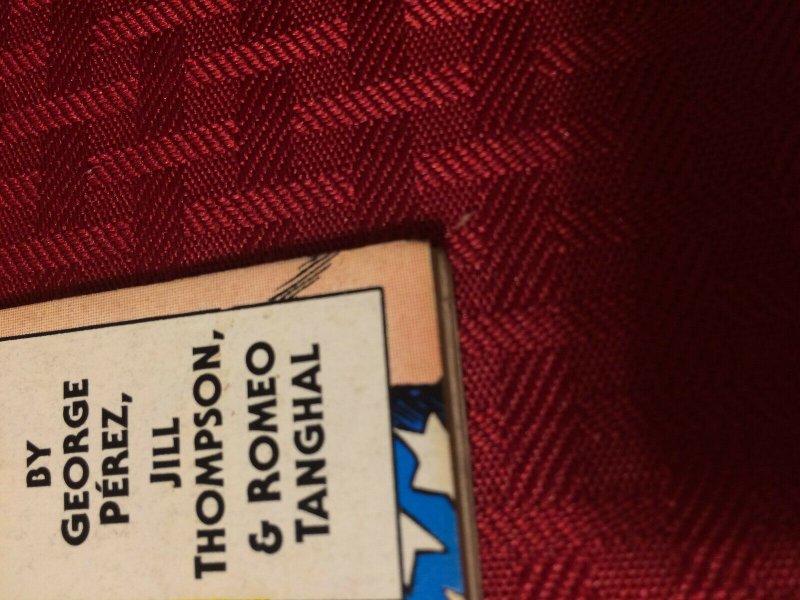 BY
GEORGE
PÉREZ,
JILL
THOMPSON,
& ROMEO
TANGHAL